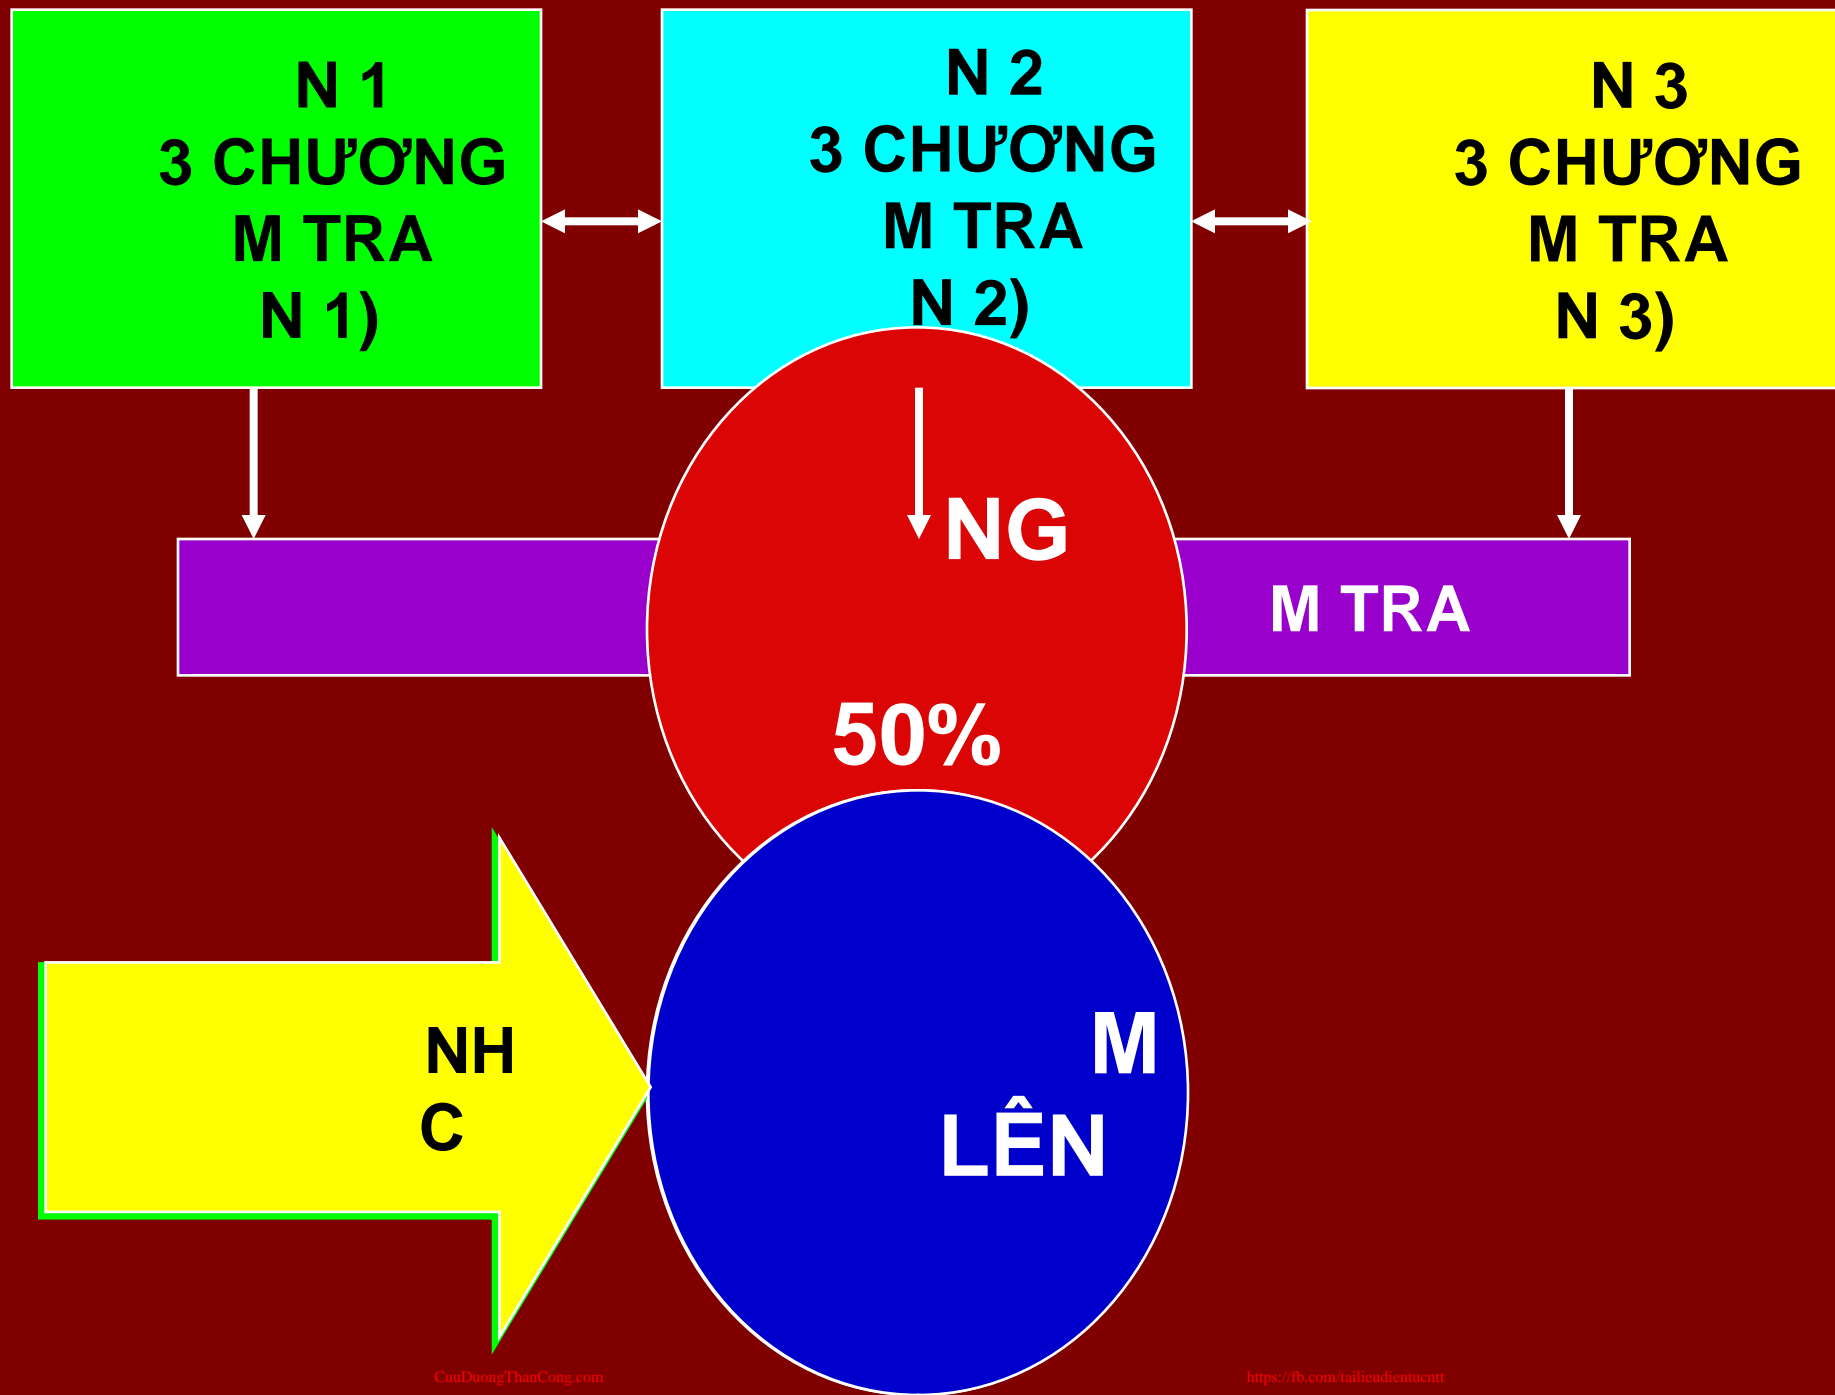 N 1
3 CHƯƠNG
M TRA
N 1)
N 2
3 CHƯƠNG
M TRA
N 2)
N 3
3 CHƯƠNG
M TRA
N 3)
NG
M TRA
50%
NH
C
M
LÊN
CuuDuongThanCong.com
https://fb.com/tailieudientucntt